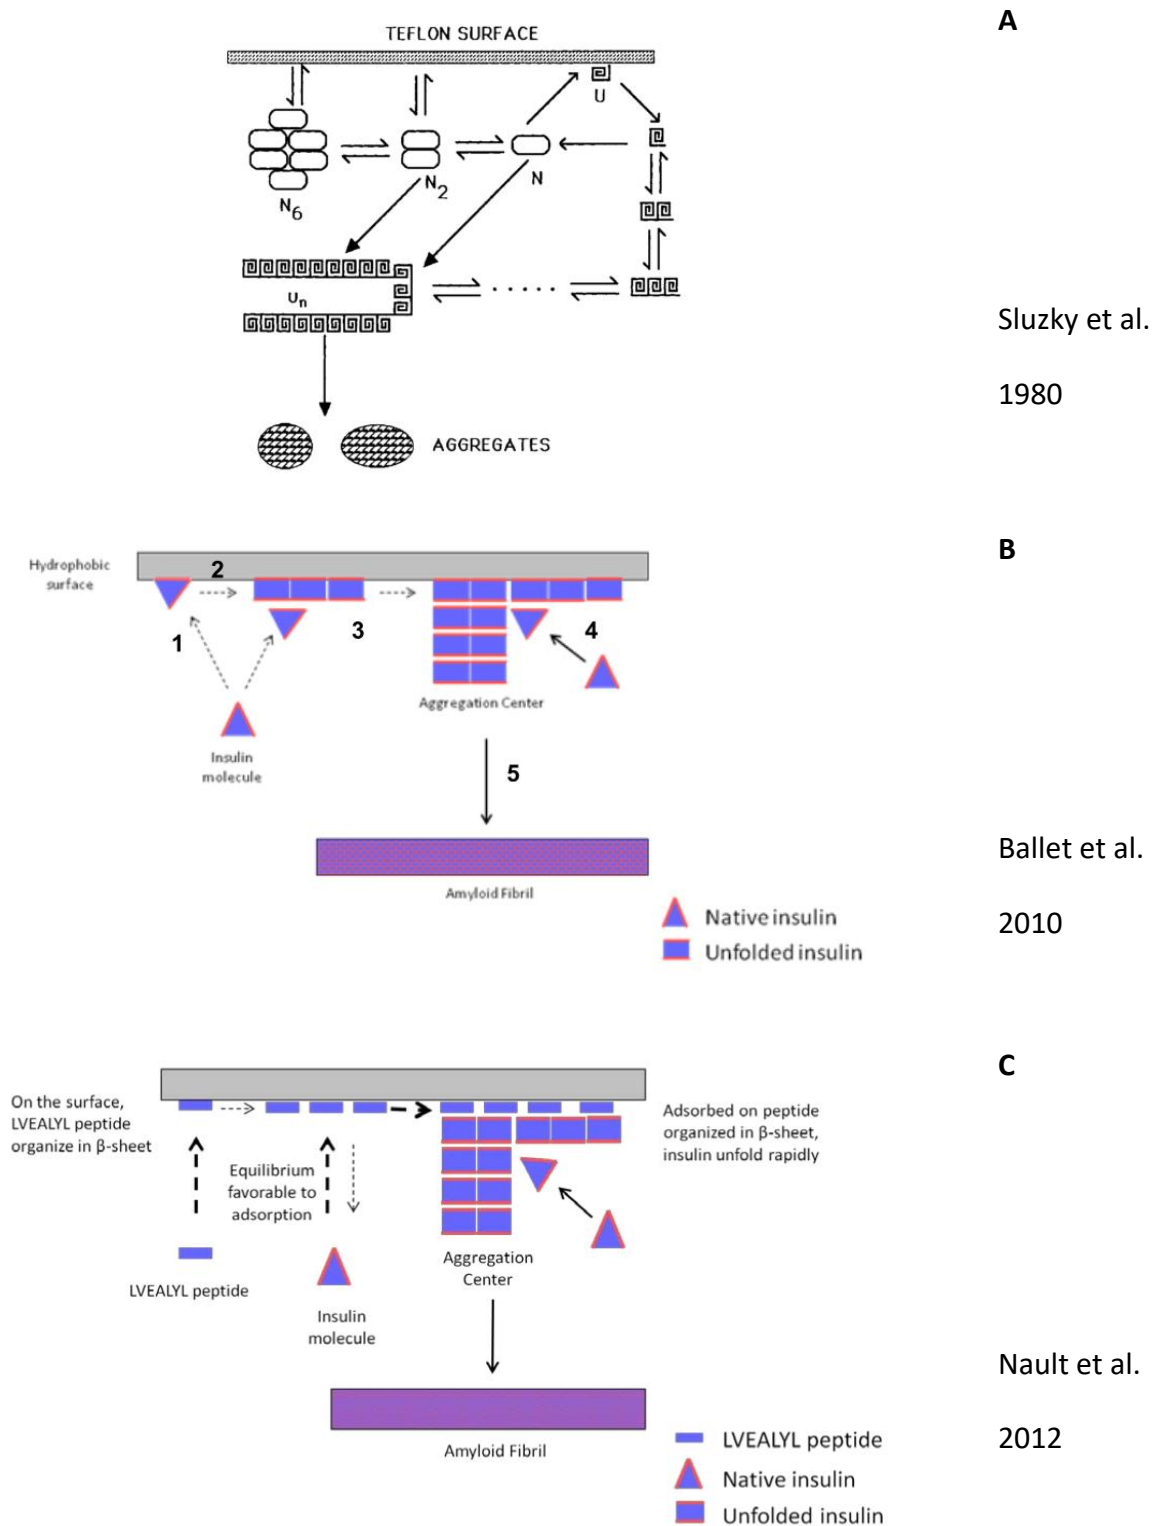 A
TEFLON SURFACE
U
N6
N2
N
Un
AGGREGATES
Sluzky et al.
1980
B
Hydrophobic
surface
2
1
3
4
Insulin
molecule
Aggregation Center
5
Amyloid Fibril
Native insulin
Unfolded insulin
Ballet et al.
2010
C
On the surface,
LVEALYL peptide
organize in β-sheet
Equilibrium
favorable to
adsorption
Adsorbed on peptide
organized in β-sheet,
insulin unfold rapidly
LVEALYL peptide
Insulin
molecule
Aggregation
Center
Amyloid Fibril
LVEALYL peptide
Native insulin
Unfolded insulin
Nault et al.
2012